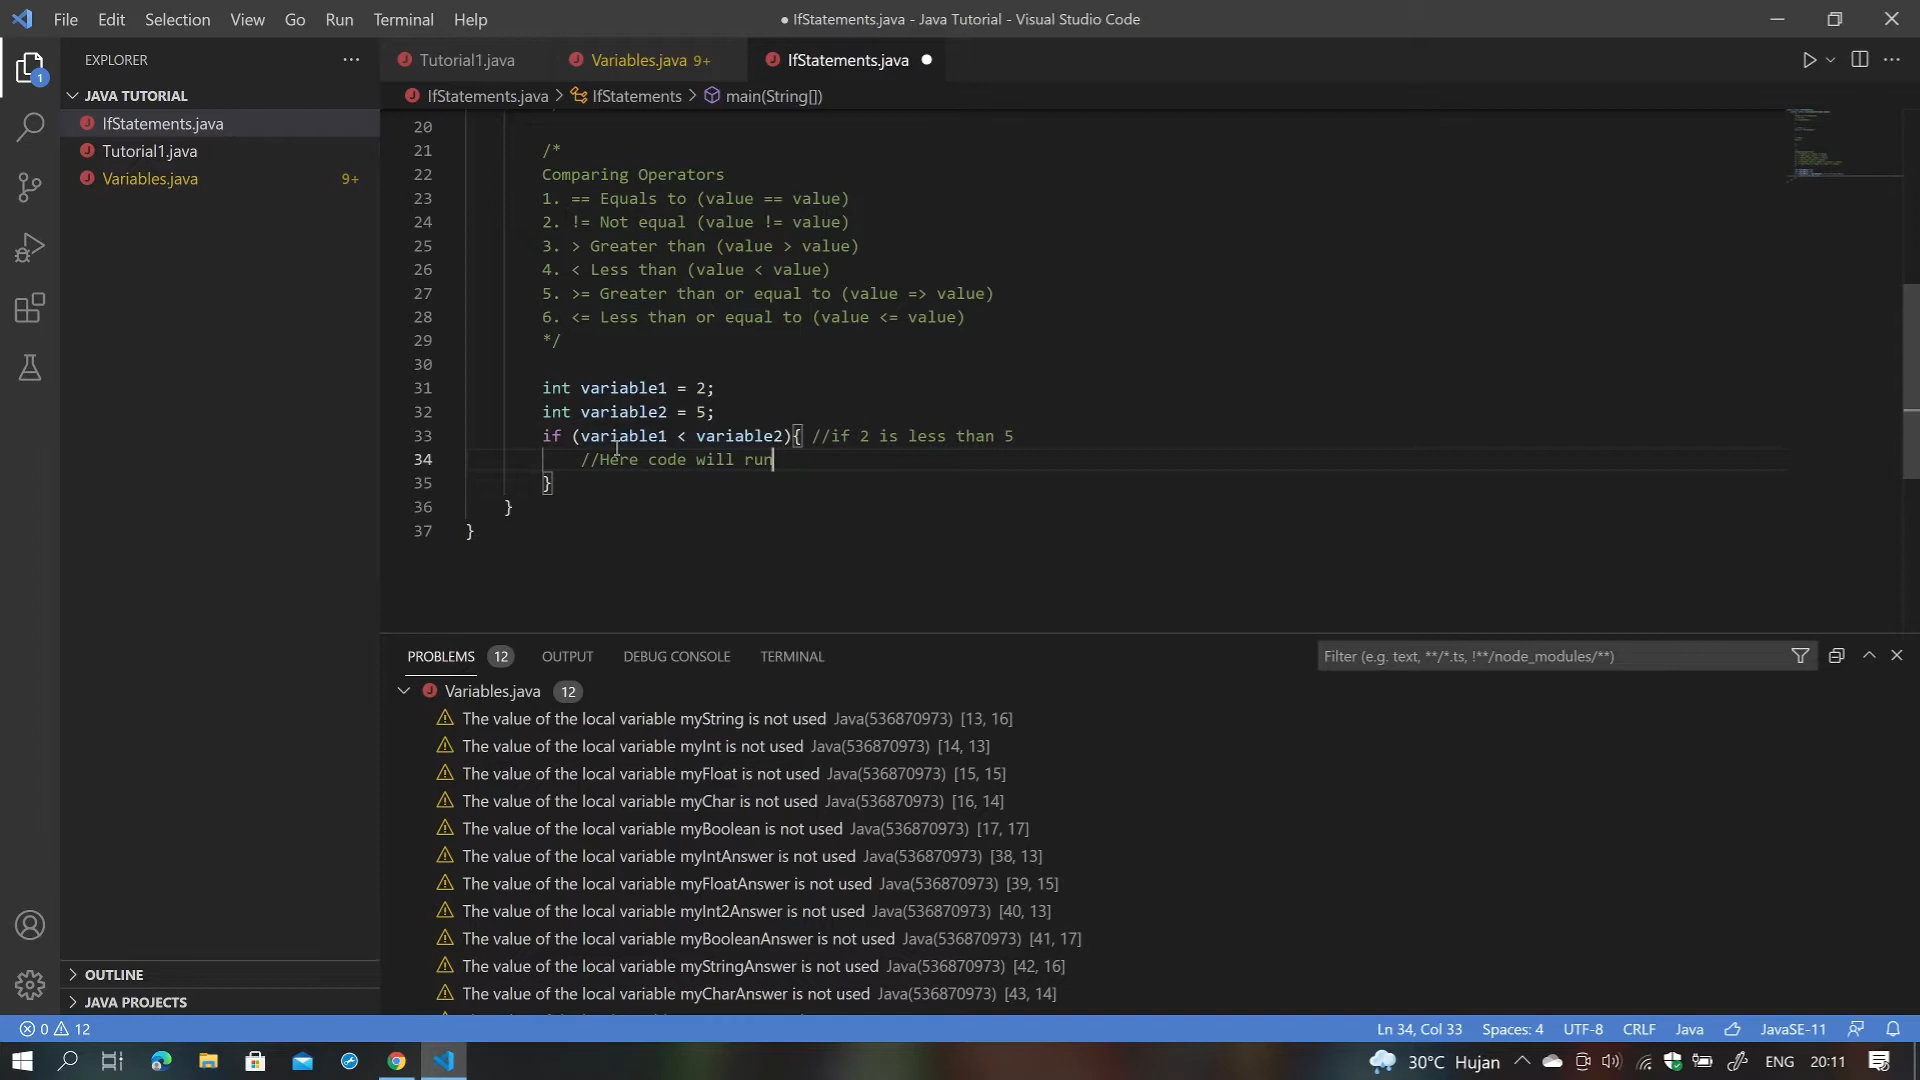 File Edit Selection View Go Run Terminal Help
● IfStatements.java - Java Tutorial - Visual Studio Code
1
EXPLORER
JAVA TUTORIAL
IfStatements.java
Tutorial1.java
Variables.java 9+
OUTLINE
JAVA PROJECTS
Tutorial1.java Variables.java 9+ IfStatements.java
IfStatements.java > IfStatements > main(String[])
20
21 /*
22 Comparing Operators
23 1. == Equals to (value == value)
24 2. != Not equal (value != value)
25 3. > Greater than (value > value)
26 4. < Less than (value < value)
27 5. >= Greater than or equal to (value => value)
28 6. <= Less than or equal to (value <= value)
29 */
30
31 int variable1 = 2;
32 int variable2 = 5;
33 if (variable1 < variable2){ //if 2 is less than 5
34 //Here code will run
35 }
36 }
37 }
PROBLEMS 12 OUTPUT DEBUG CONSOLE TERMINAL
Filter (e.g. text, **/*.ts, !**/node_modules/**)
Variables.java 12
The value of the local variable myString is not used Java(536870973) [13, 16]
The value of the local variable myInt is not used Java(536870973) [14, 13]
The value of the local variable myFloat is not used Java(536870973) [15, 15]
The value of the local variable myChar is not used Java(536870973) [16, 14]
The value of the local variable myBoolean is not used Java(536870973) [17, 17]
The value of the local variable myIntAnswer is not used Java(536870973) [38, 13]
The value of the local variable myFloatAnswer is not used Java(536870973) [39, 15]
The value of the local variable myInt2Answer is not used Java(536870973) [40, 13]
The value of the local variable myBooleanAnswer is not used Java(536870973) [41, 17]
The value of the local variable myStringAnswer is not used Java(536870973) [42, 16]
The value of the local variable myCharAnswer is not used Java(536870973) [43, 14]
0 12
Ln 34, Col 33 Spaces: 4 UTF-8 CRLF Java JavaSE-11
30°C Hujan ENG 20:11